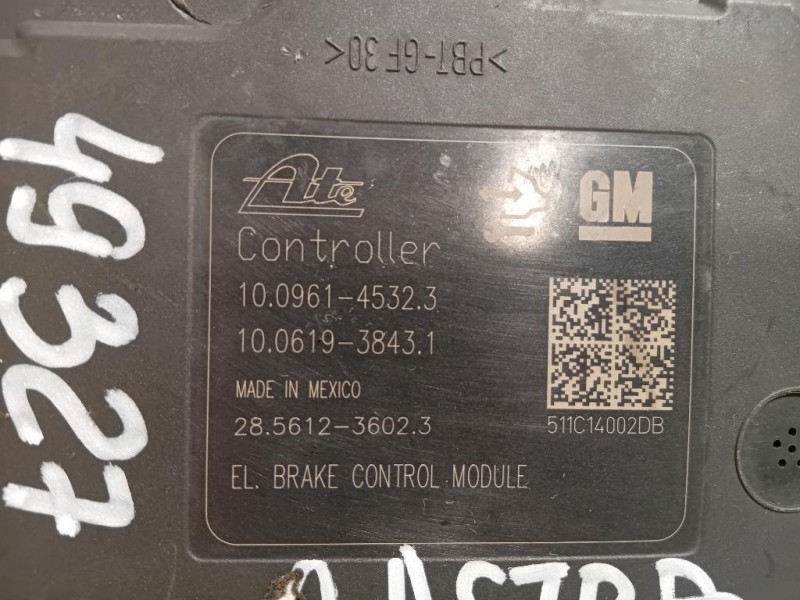 >PBT-GF30<
Ate
GM
Controller
10.0961-4532.3
10.0619-3843.1
MADE IN MEXICO
28.5612-3602.3
511C14002DB
EL. BRAKE CONTROL MODULE
49327
ASTRA